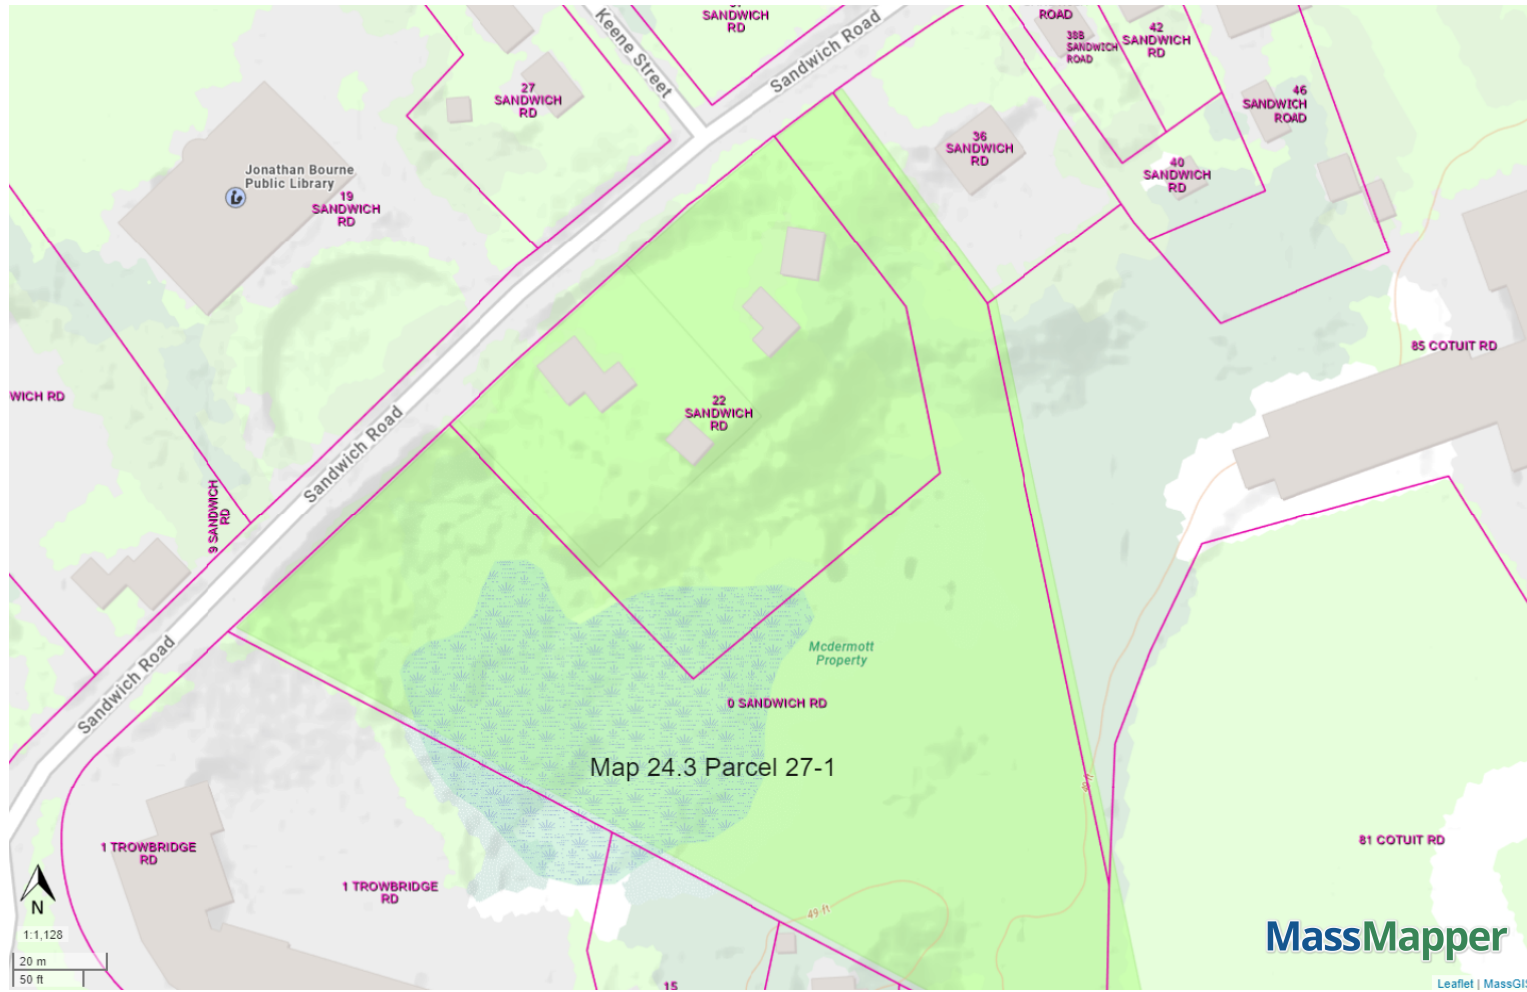 SANDWICH
RD
Keene Street
Sandwich Road
ROAD
38B
SANDWICH
ROAD
42
SANDWICH
RD
27
SANDWICH
RD
46
SANDWICH
ROAD
36
SANDWICH
RD
40
SANDWICH
RD
Jonathan Bourne
Public Library
19
SANDWICH
RD
85 COTUIT RD
WICH RD
22
SANDWICH
RD
Sandwich Road
9 SANDWICH
RD
Mcdermott
Property
Sandwich Road
0 SANDWICH RD
Map 24.3 Parcel 27-1
49 ft
1 TROWBRIDGE
RD
81 COTUIT RD
1 TROWBRIDGE
RD
N
49 ft
1:1,128
20 m
50 ft
MassMapper
15
Leaflet | MassGIS